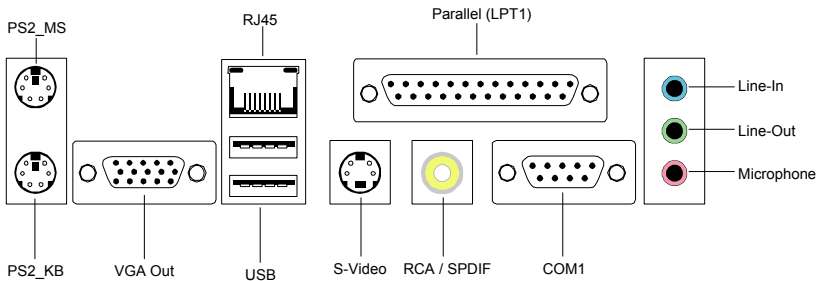 PS2_MS
RJ45
Parallel (LPT1)
Line-In
Line-Out
Microphone
PS2_KB
VGA Out
USB
S-Video
RCA / SPDIF
COM1